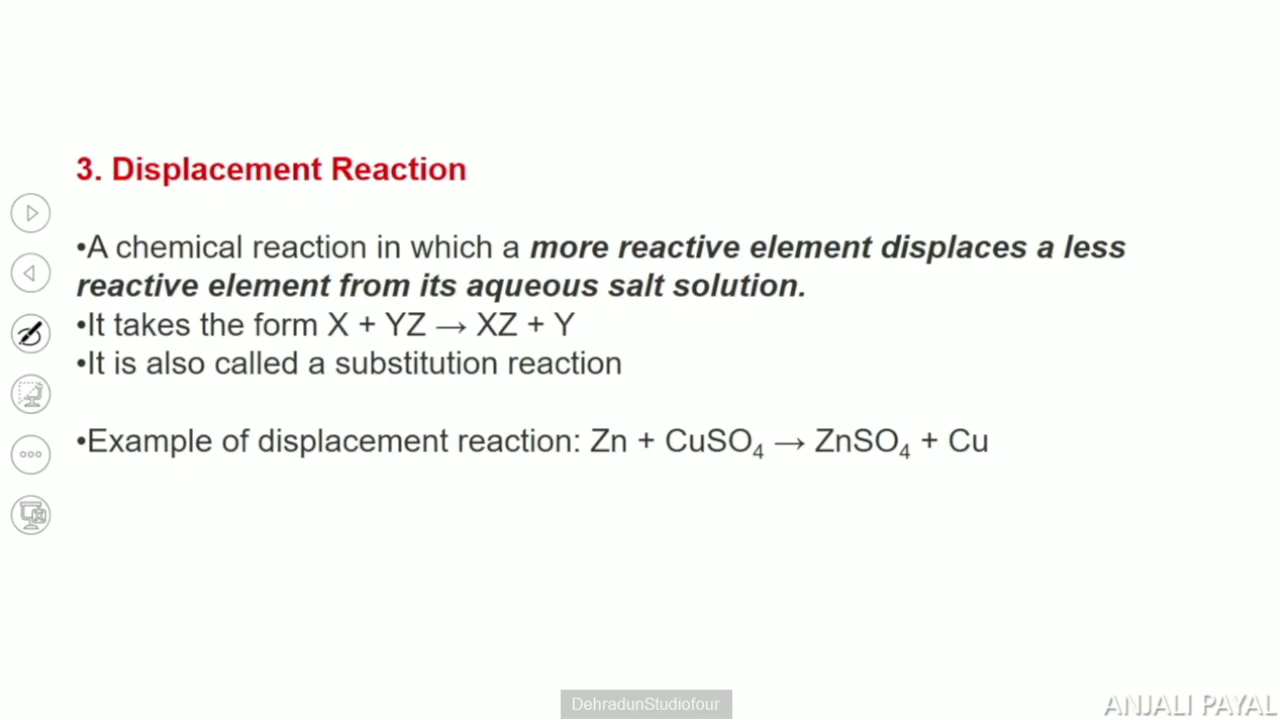 3. Displacement Reaction
•A chemical reaction in which a more reactive element displaces a less
reactive element from its aqueous salt solution.
•It takes the form X + YZ → XZ + Y
•It is also called a substitution reaction
•Example of displacement reaction: Zn + CuSO₄ → ZnSO₄ + Cu
DehradunStudiofour
ANJALI PAYAL